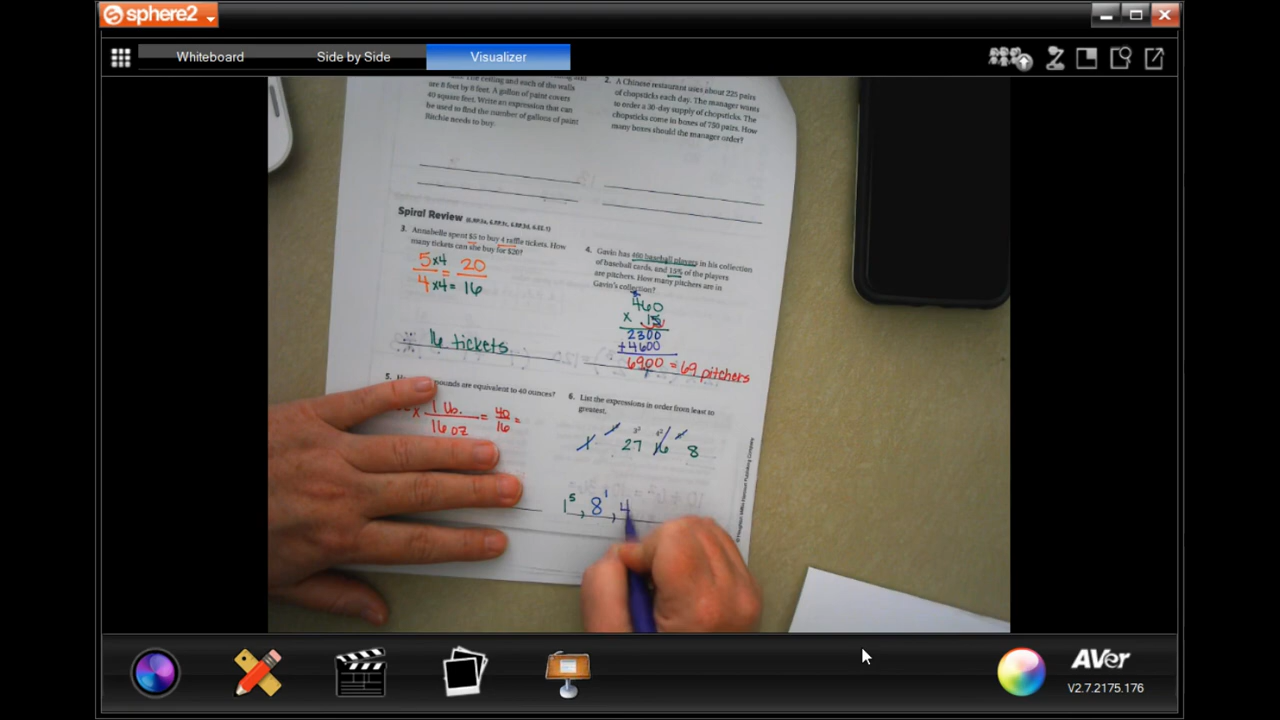 sphere2
Whiteboard Side by Side Visualizer
are 8 feet by 8 feet. A gallon of paint covers
40 square feet. Write an expression that can
be used to find the number of gallons of paint
Ritchie needs to buy.
2. A Chinese restaurant uses about 225 pairs
of chopsticks each day. The manager wants
to order a 30-day supply of chopsticks. The
chopsticks come in boxes of 750 pairs. How
many boxes should the manager order?
Spiral Review
3. Annabelle spent $5 to buy 4 raffle tickets. How
many tickets can she buy for $20?
5x4 = 20
4x4 = 16
16 tickets
4. Gavin has 460 baseball players in his collection
of baseball cards, and 15% of the players
are pitchers. How many pitchers are in
Gavin's collection?
460
x .15
2300
+4600
6900 = 69 pitchers
5. pounds are equivalent to 40 ounces?
x 1 lb. = 40 =
16 oz 16
6. List the expressions in order from least to
greatest.
27 16 8
1⁵, 8¹, 4
AVer
V2.7.2175.176